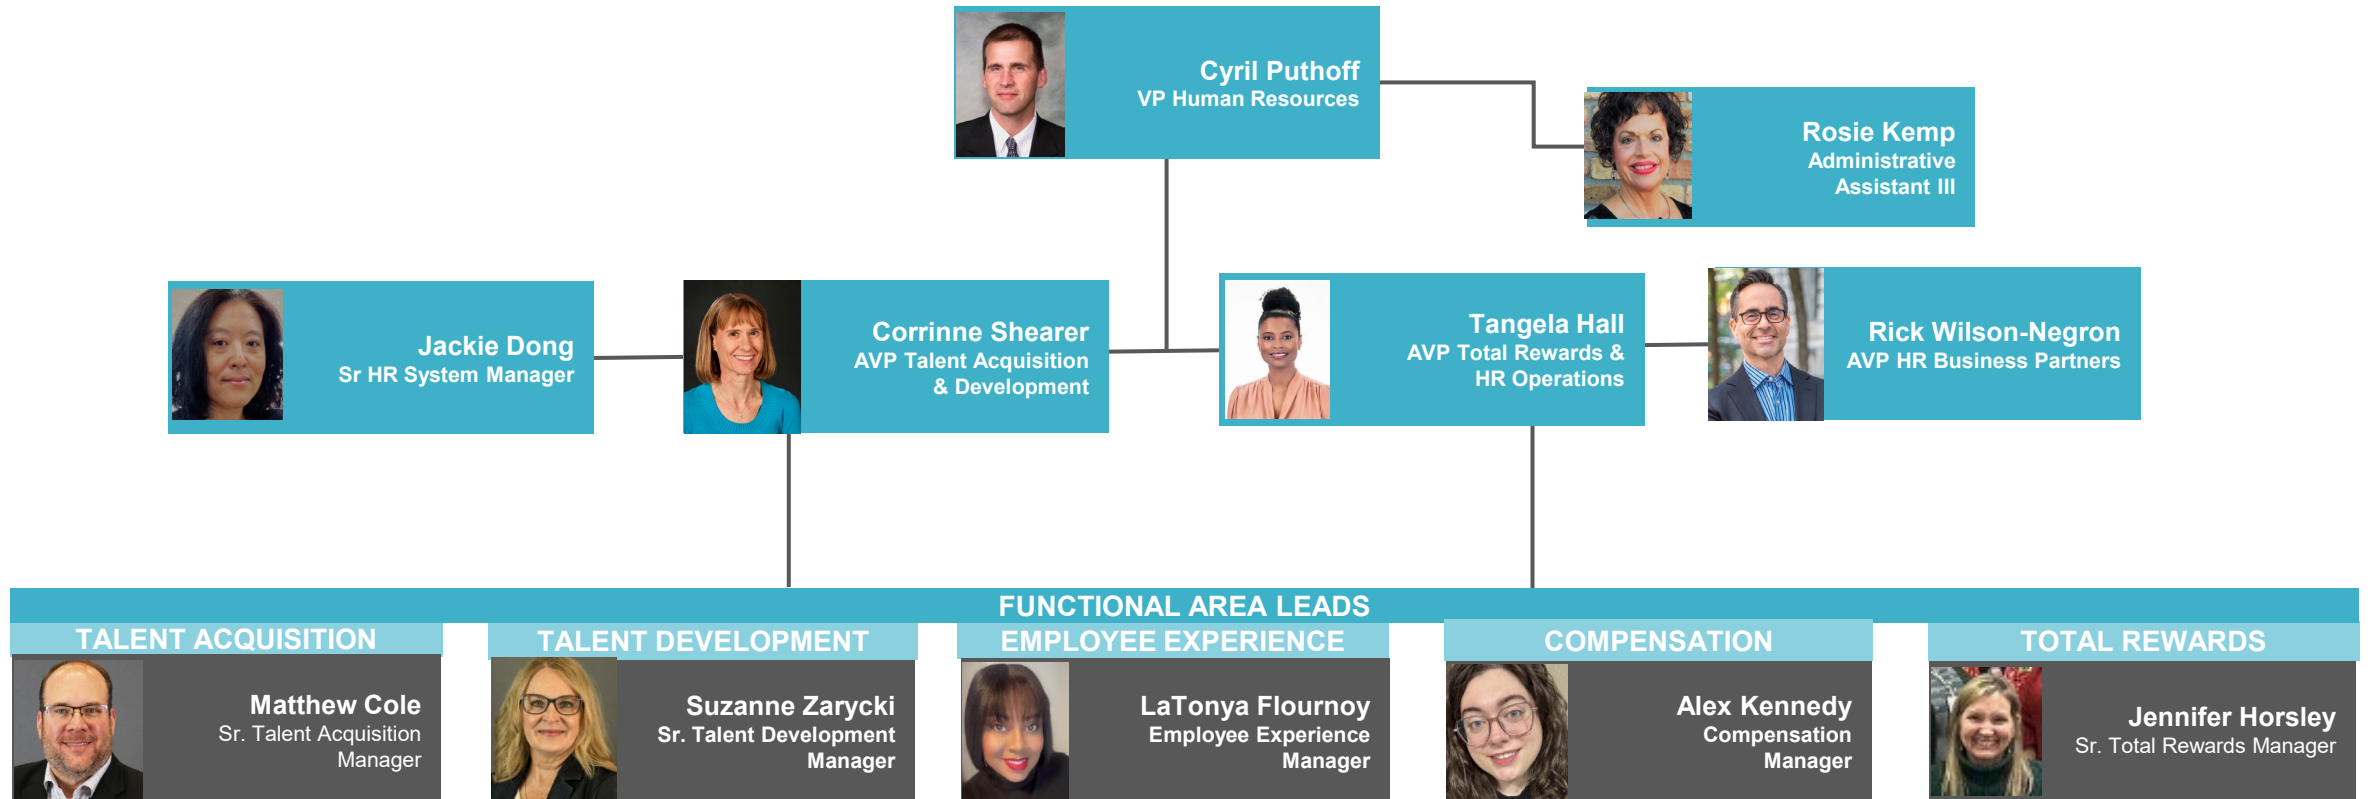 Cyril Puthoff
VP Human Resources
Rosie Kemp
Administrative
Assistant III
Jackie Dong
Sr HR System Manager
Corrinne Shearer
AVP Talent Acquisition
& Development
Tangela Hall
AVP Total Rewards &
HR Operations
Rick Wilson-Negron
AVP HR Business Partners
FUNCTIONAL AREA LEADS
TALENT ACQUISITION
Matthew Cole
Sr. Talent Acquisition
Manager
TALENT DEVELOPMENT
Suzanne Zarycki
Sr. Talent Development
Manager
EMPLOYEE EXPERIENCE
LaTonya Flournoy
Employee Experience
Manager
COMPENSATION
Alex Kennedy
Compensation
Manager
TOTAL REWARDS
Jennifer Horsley
Sr. Total Rewards Manager